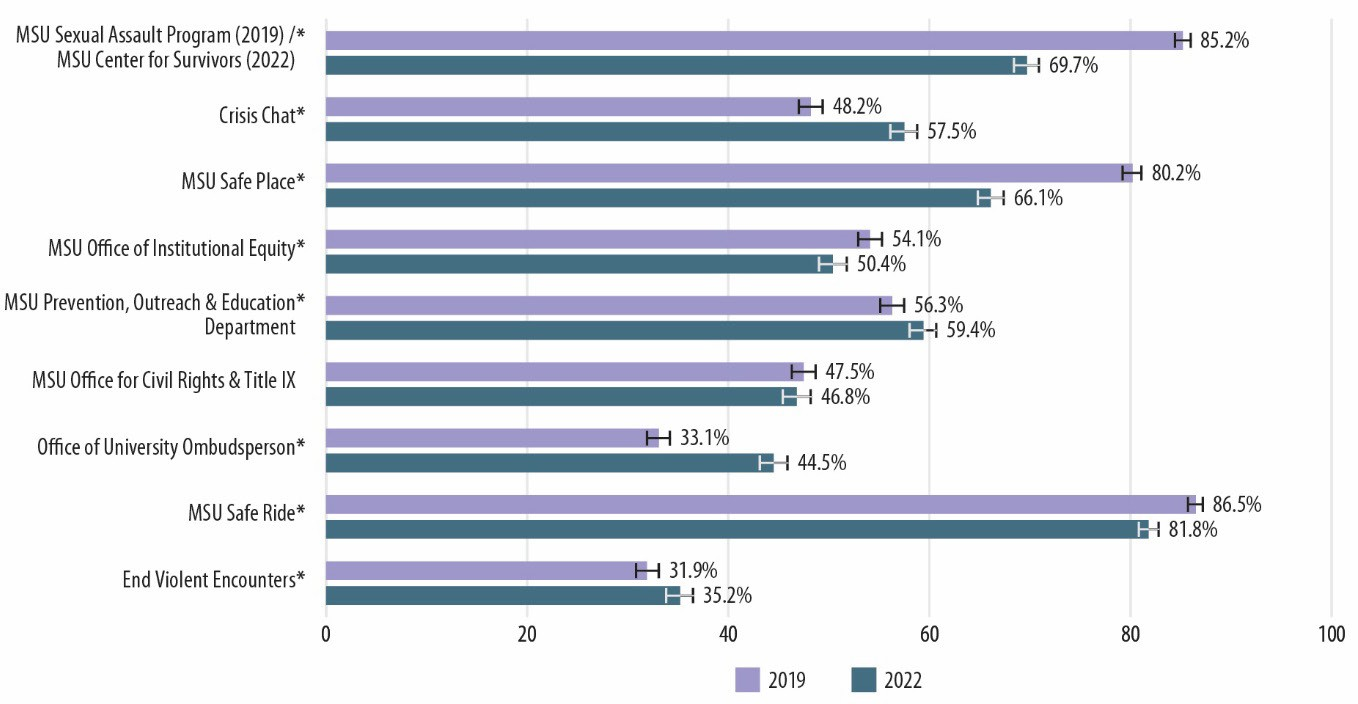 MSU Sexual Assault Program (2019) /*
MSU Center for Survivors (2022)
85.2%
69.7%
Crisis Chat*
48.2%
57.5%
MSU Safe Place*
80.2%
66.1%
MSU Office of Institutional Equity*
54.1%
50.4%
MSU Prevention, Outreach & Education*
Department
56.3%
59.4%
MSU Office for Civil Rights & Title IX
47.5%
46.8%
Office of University Ombudsperson*
33.1%
44.5%
MSU Safe Ride*
86.5%
81.8%
End Violent Encounters*
31.9%
35.2%
0 20 40 60 80 100
2019 2022